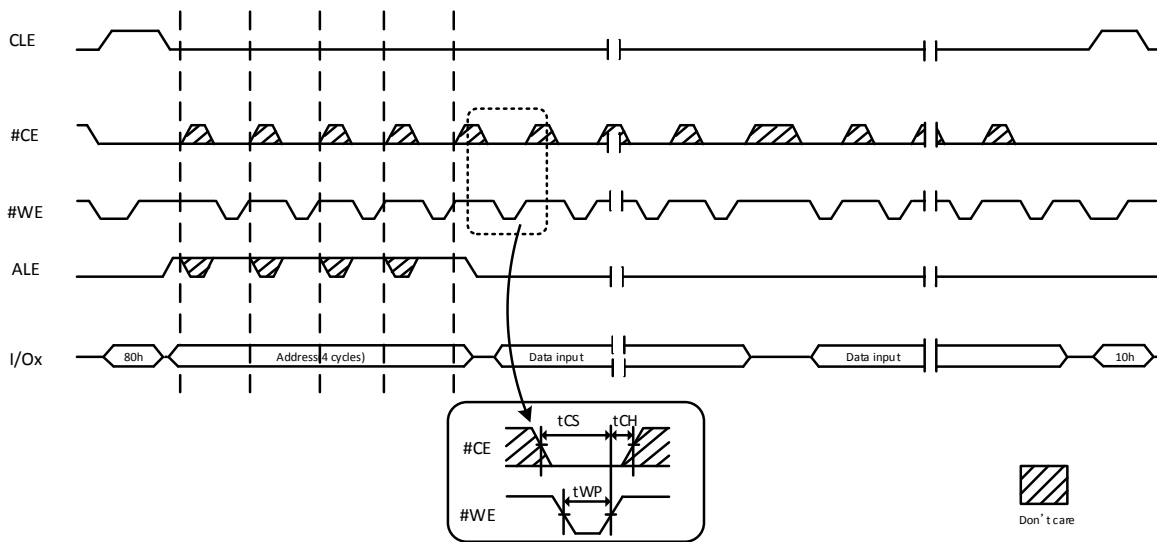 CLE
#CE
#WE
ALE
I/Ox
80h
Address(4 cycles)
Data input
Data input
10h
tCS
tCH
#CE
tWP
#WE
Don't care